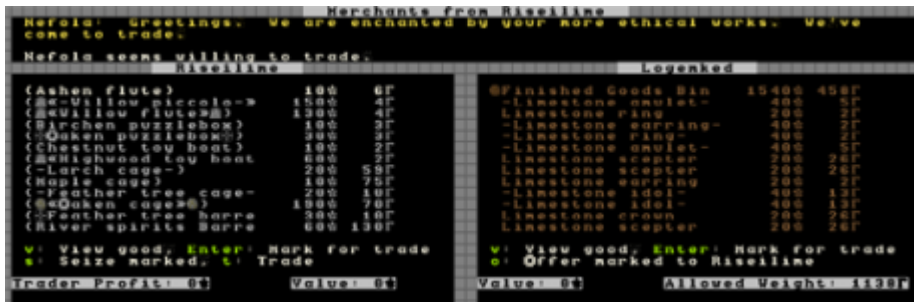 Merchants from Riseilime
Nefola: Greetings. We are enchanted by your more ethical works. We've
come to trade.
Nefola seems willing to trade.
Riseilime
(Ashen flute) 10☼ 6Γ
(«-Willow piccolo-» 150☼ 4Γ
(«Willow flute») 130☼ 4Γ
(Birchen puzzlebox) 10☼ 3Γ
(Oaken puzzlebox) 30☼ 3Γ
(Chestnut toy boat) 10☼ 2Γ
(«Highwood toy boat 60☼ 2Γ
(-Larch cage-) 20☼ 59Γ
(Maple cage) 10☼ 75Γ
(-Feather tree cage- 20☼ 10Γ
(«Oaken cage») 190☼ 70Γ
(Feather tree barre 30☼ 10Γ
(River spirits Barre 60☼ 130Γ
v: View good, Enter: Mark for trade
s: Seize marked, t: Trade
Trader Profit: 0☼ Value: 0☼
Logemked
Finished Goods Bin 1540☼ 458Γ
-Limestone amulet- 40☼ 5Γ
Limestone ring 20☼ 2Γ
-Limestone earring- 40☼ 2Γ
-Limestone ring- 40☼ 2Γ
-Limestone amulet- 40☼ 5Γ
Limestone scepter 20☼ 26Γ
Limestone scepter 20☼ 26Γ
Limestone earring 20☼ 2Γ
-Limestone idol- 40☼ 13Γ
-Limestone idol- 40☼ 13Γ
Limestone crown 20☼ 26Γ
Limestone scepter 20☼ 26Γ
v: View good, Enter: Mark for trade
o: Offer marked to Riseilime
Value: 0☼ Allowed Weight: 1138Γ